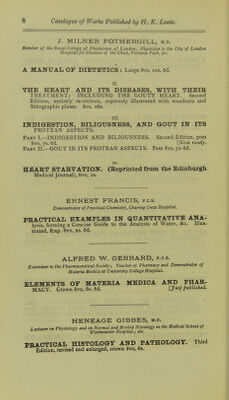 8 Catalogue of Works Published by H. K. Lewis.
J. MILNER FOTHERGILL, M.D.
Member of the Royal College of Physicians of London; Physician to the City of London
Hospital for Diseases of the Chest, Victoria Park, &c.
I.
A MANUAL OF DIETETICS: Large 8vo, 10s. 6d.
II.
THE HEART AND ITS DISEASES, WITH THEIR
TREATMENT; INCLUDING THE GOUTY HEART. Second
Edition, entirely re-written, copiously illustrated with woodcuts and
lithographic plates. 8vo, 16s.
III.
INDIGESTION, BILIOUSNESS, AND GOUT IN ITS
PROTEAN ASPECTS.
PART I.—INDIGESTION AND BILIOUSNESS. Second Edition, post
8vo, 7s. 6d. [Now ready.
PART II.—GOUT IN ITS PROTEAN ASPECTS. Post 8vo, 7s. 6d.
IV.
HEART STARVATION. (Reprinted from the Edinburgh
Medical Journal), 8vo, 1s.
ERNEST FRANCIS, F.C.S.
Demonstrator of Practical Chemistry, Charing Cross Hospital.
PRACTICAL EXAMPLES IN QUANTITATIVE ANA-
lysis, forming a Concise Guide to the Analysis of Water, &c. Illus-
trated, fcap. 8vo, 2s. 6d.
ALFRED W. GERRARD, F.C.S.
Examiner to the Pharmaceutical Society; Teacher of Pharmacy and Demonstrator of
Materia Medica at University College Hospital.
ELEMENTS OF MATERIA MEDICA AND PHAR-
MACY. Crown 8vo, 8s. 6d. [Just published.
HENEAGE GIBBES, M.D.
Lecturer on Physiology and on Normal and Morbid Histology in the Medical School of
Westminster Hospital; etc.
PRACTICAL HISTOLOGY AND PATHOLOGY. Third
Edition, revised and enlarged, crown 8vo, 6s.